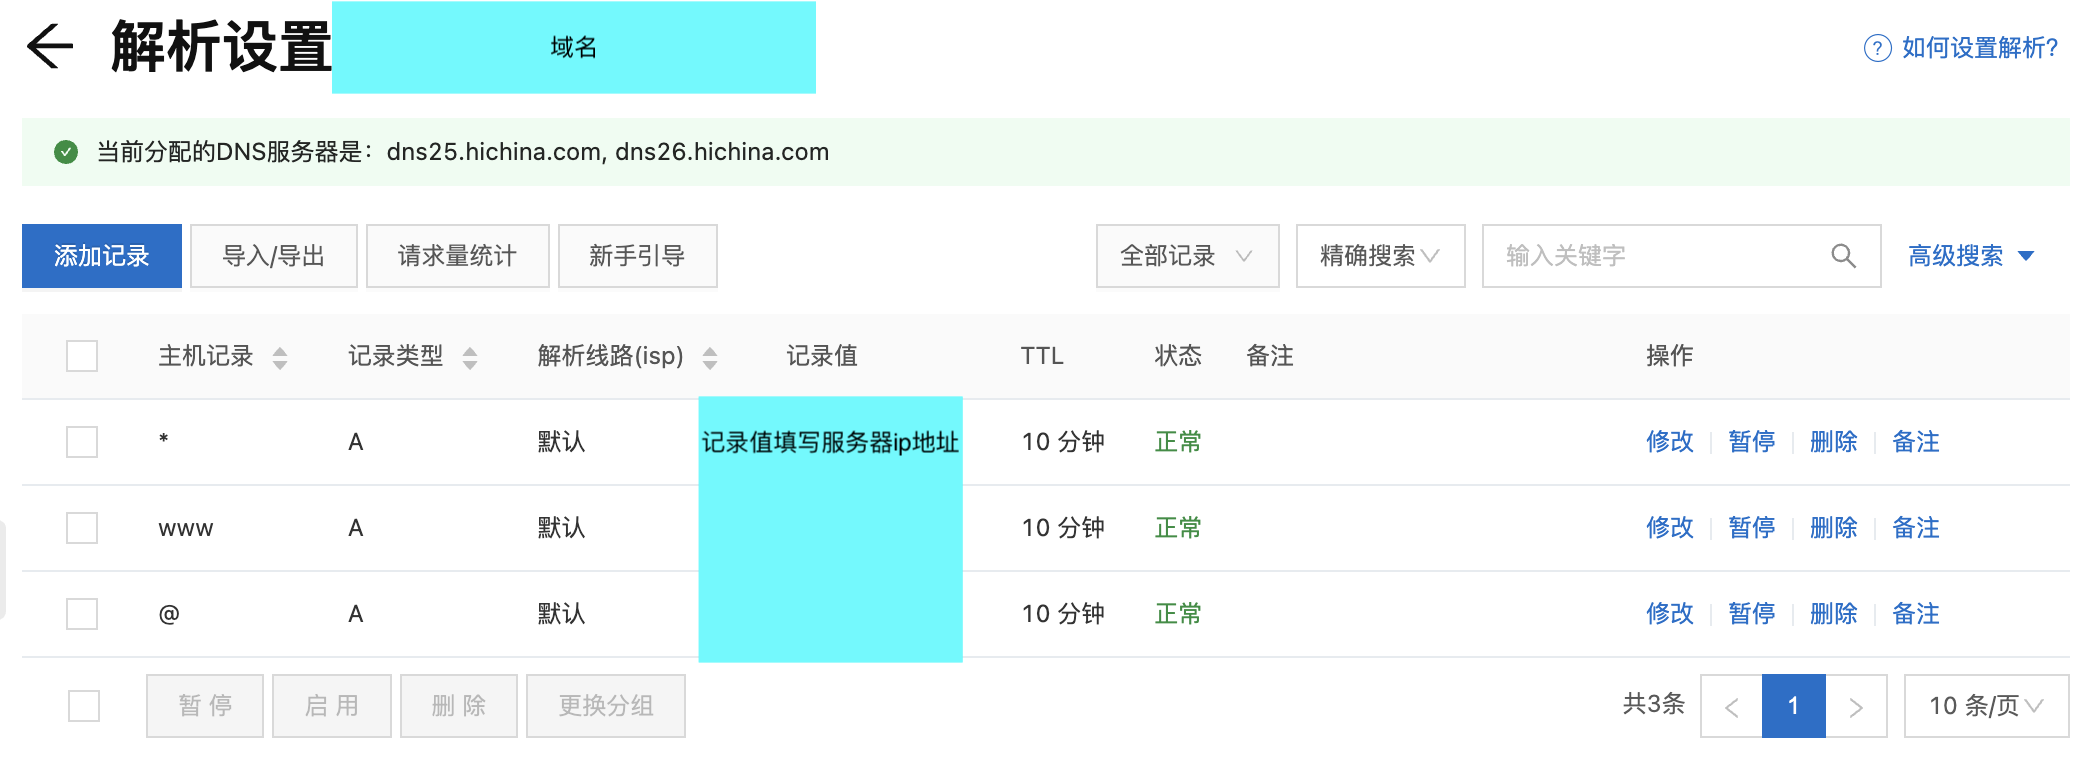 解析设置 域名
如何设置解析?
当前分配的DNS服务器是：dns25.hichina.com, dns26.hichina.com
添加记录 导入/导出 请求量统计 新手引导 全部记录 精确搜索 输入关键字 高级搜索
主机记录 记录类型 解析线路(isp) 记录值 TTL 状态 备注 操作
* A 默认 记录值填写服务器ip地址 10 分钟 正常 修改 暂停 删除 备注
www A 默认 10 分钟 正常 修改 暂停 删除 备注
@ A 默认 10 分钟 正常 修改 暂停 删除 备注
暂 停 启 用 删 除 更换分组 共3条 < 1 > 10 条/页